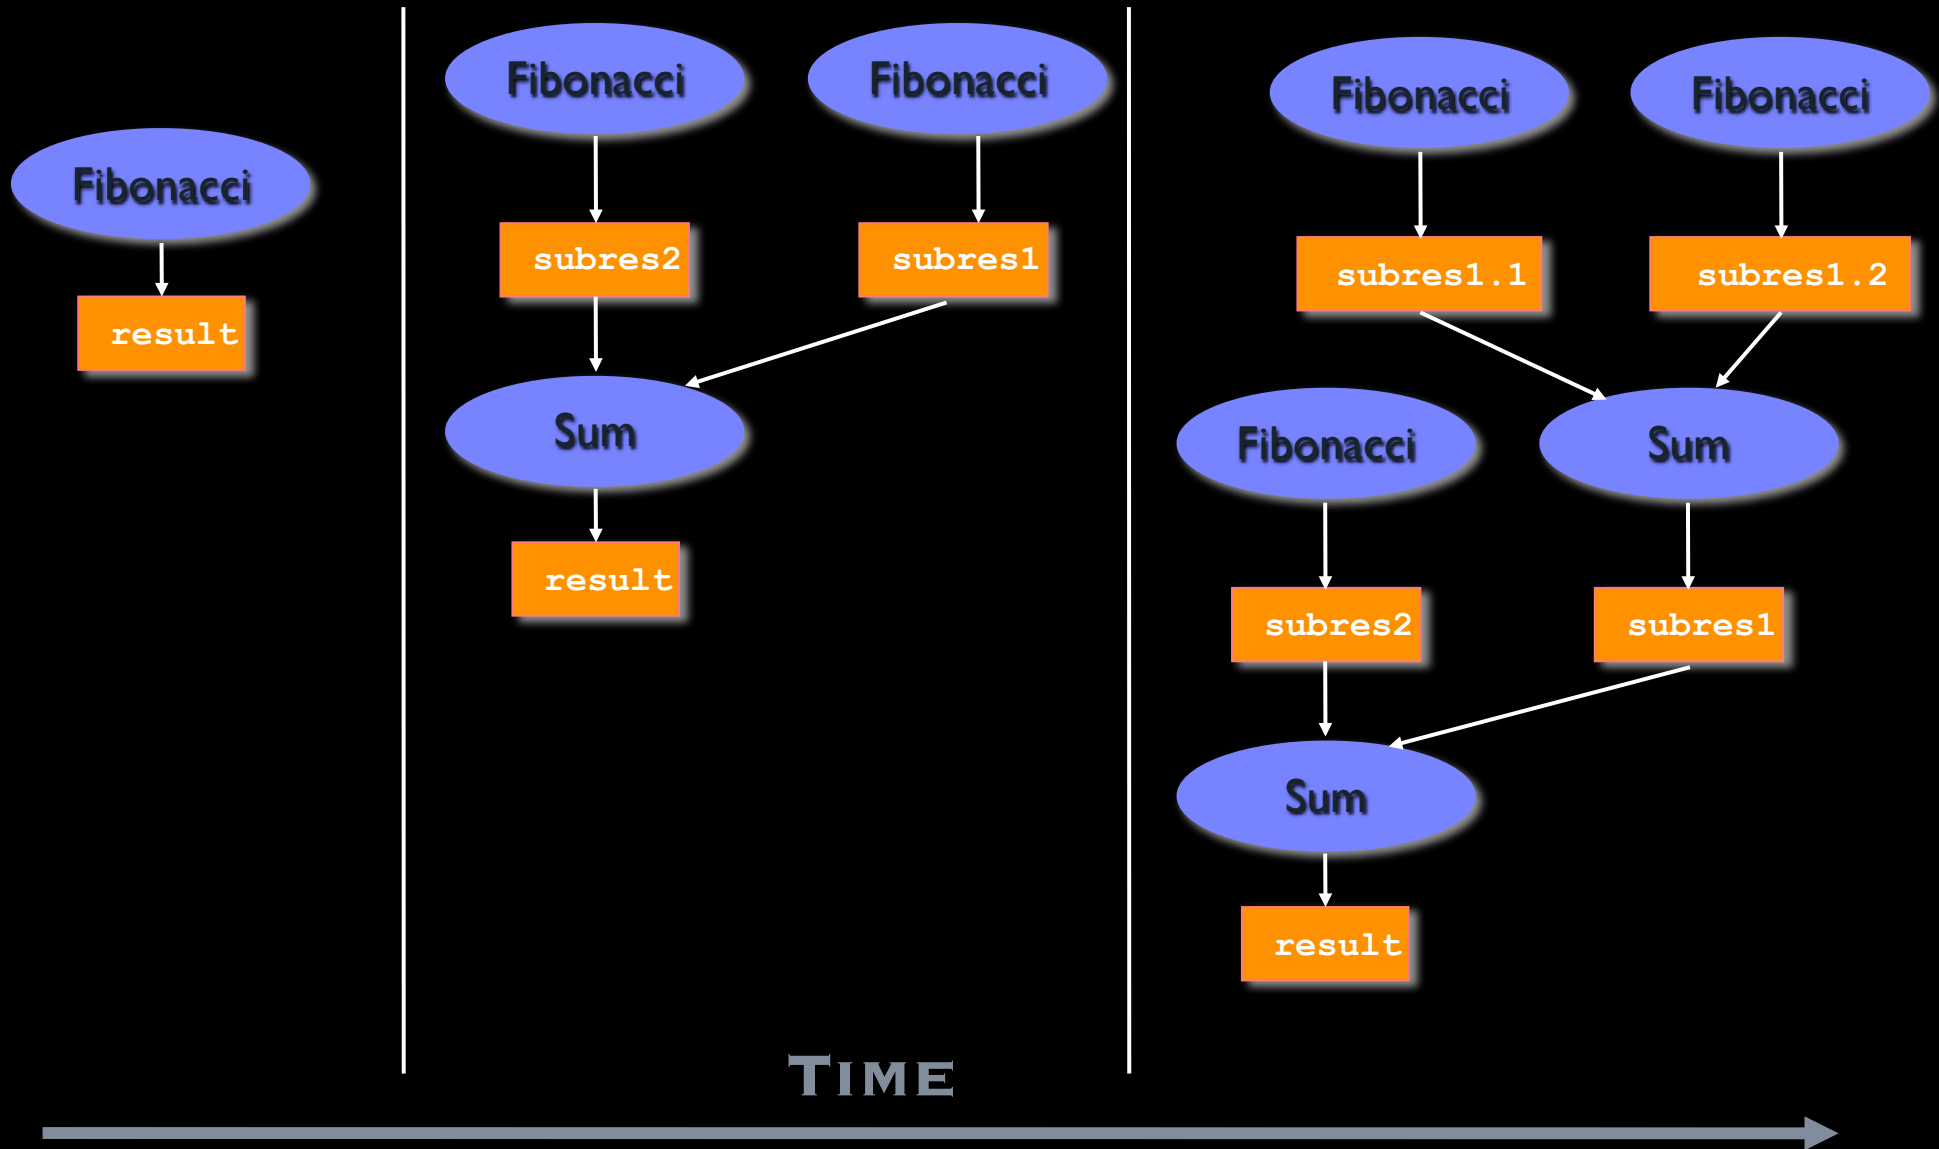 Fibonacci
result
Fibonacci
Fibonacci
subres2
subres1
Sum
result
Fibonacci
Fibonacci
subres1.1
subres1.2
Fibonacci
Sum
subres2
subres1
Sum
result
TIME